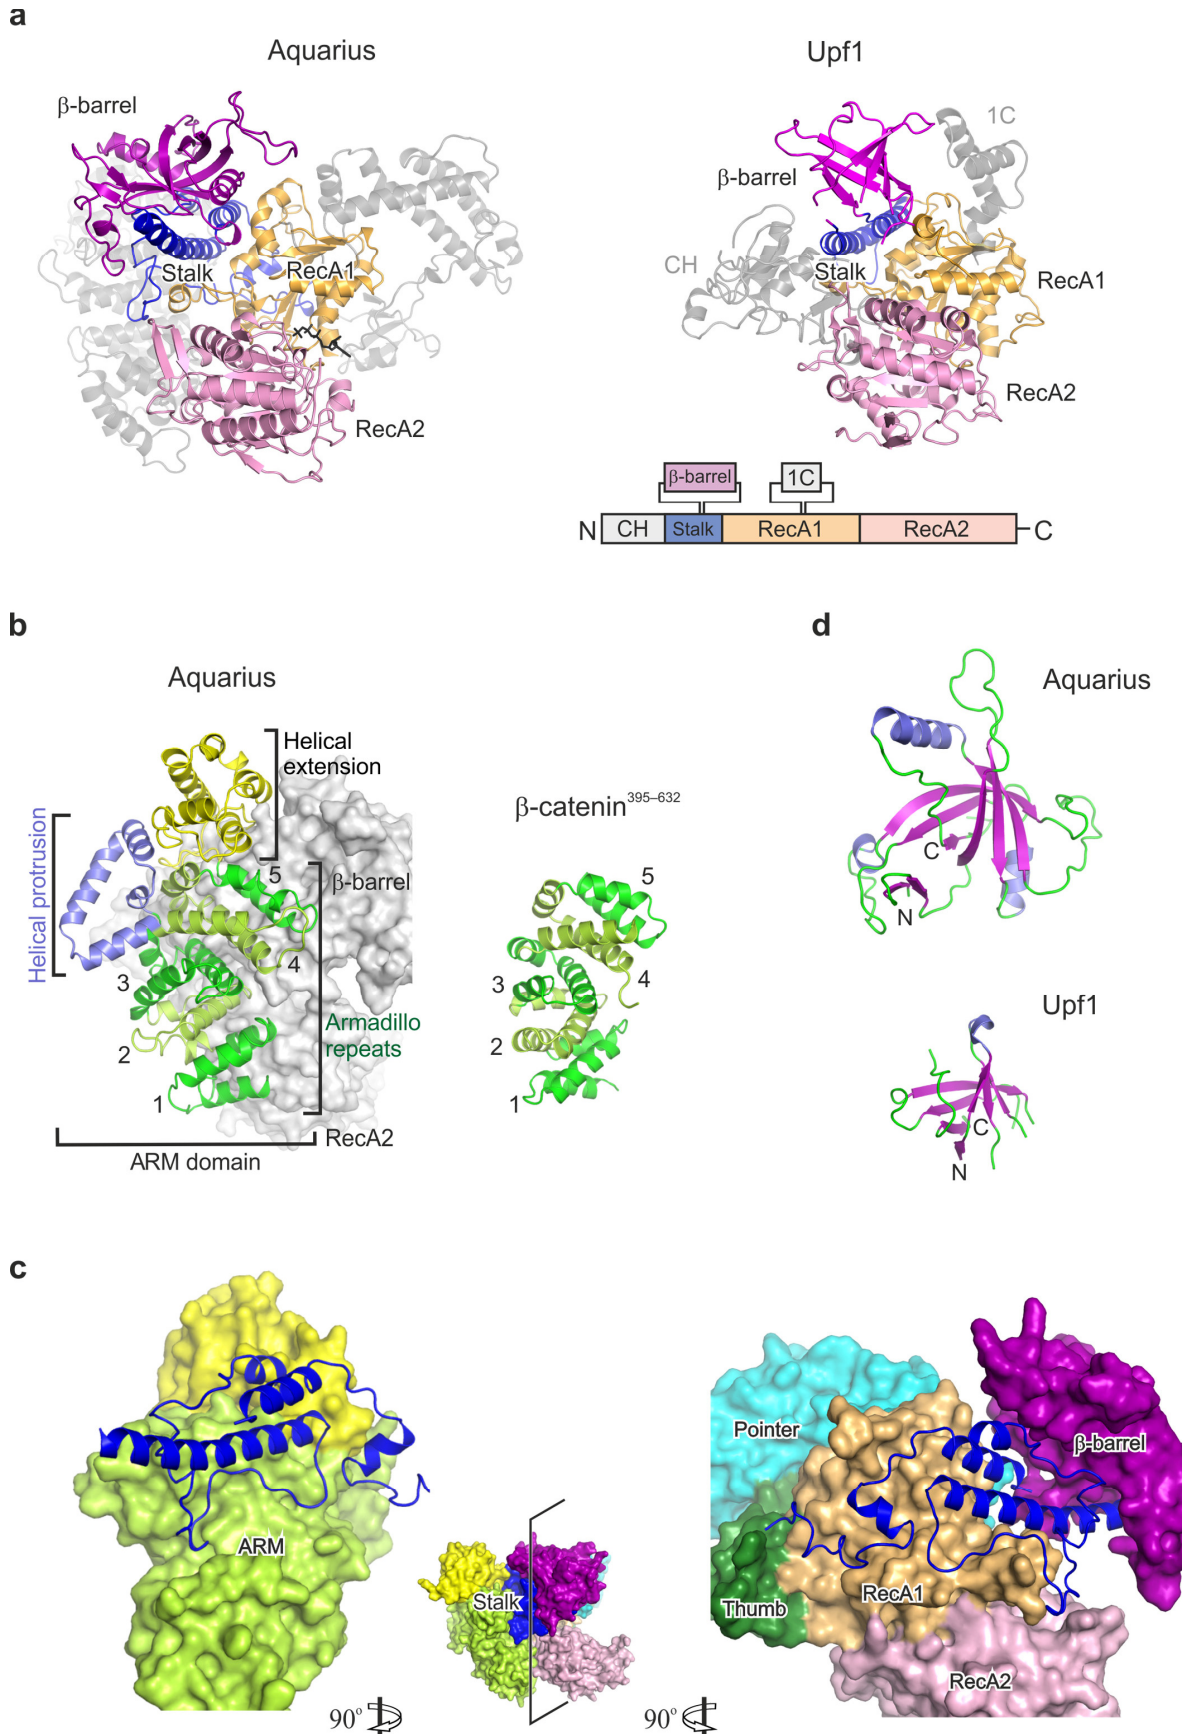 a
Aquarius
Upf1
β-barrel
1C
β-barrel
CH
Stalk
RecA1
Stalk
RecA1
RecA2
RecA2
β-barrel
1C
N
CH
Stalk
RecA1
RecA2
C
b
d
Aquarius
Aquarius
Helical
extension
β-catenin³⁹⁵⁻⁶³²
Helical protrusion
5
β-barrel
5
C
N
4
3
4
3
Armadillo
repeats
2
2
1
1
RecA2
ARM domain
Upf1
C
N
c
Pointer
β-barrel
ARM
Stalk
RecA1
Thumb
RecA2
90°
90°